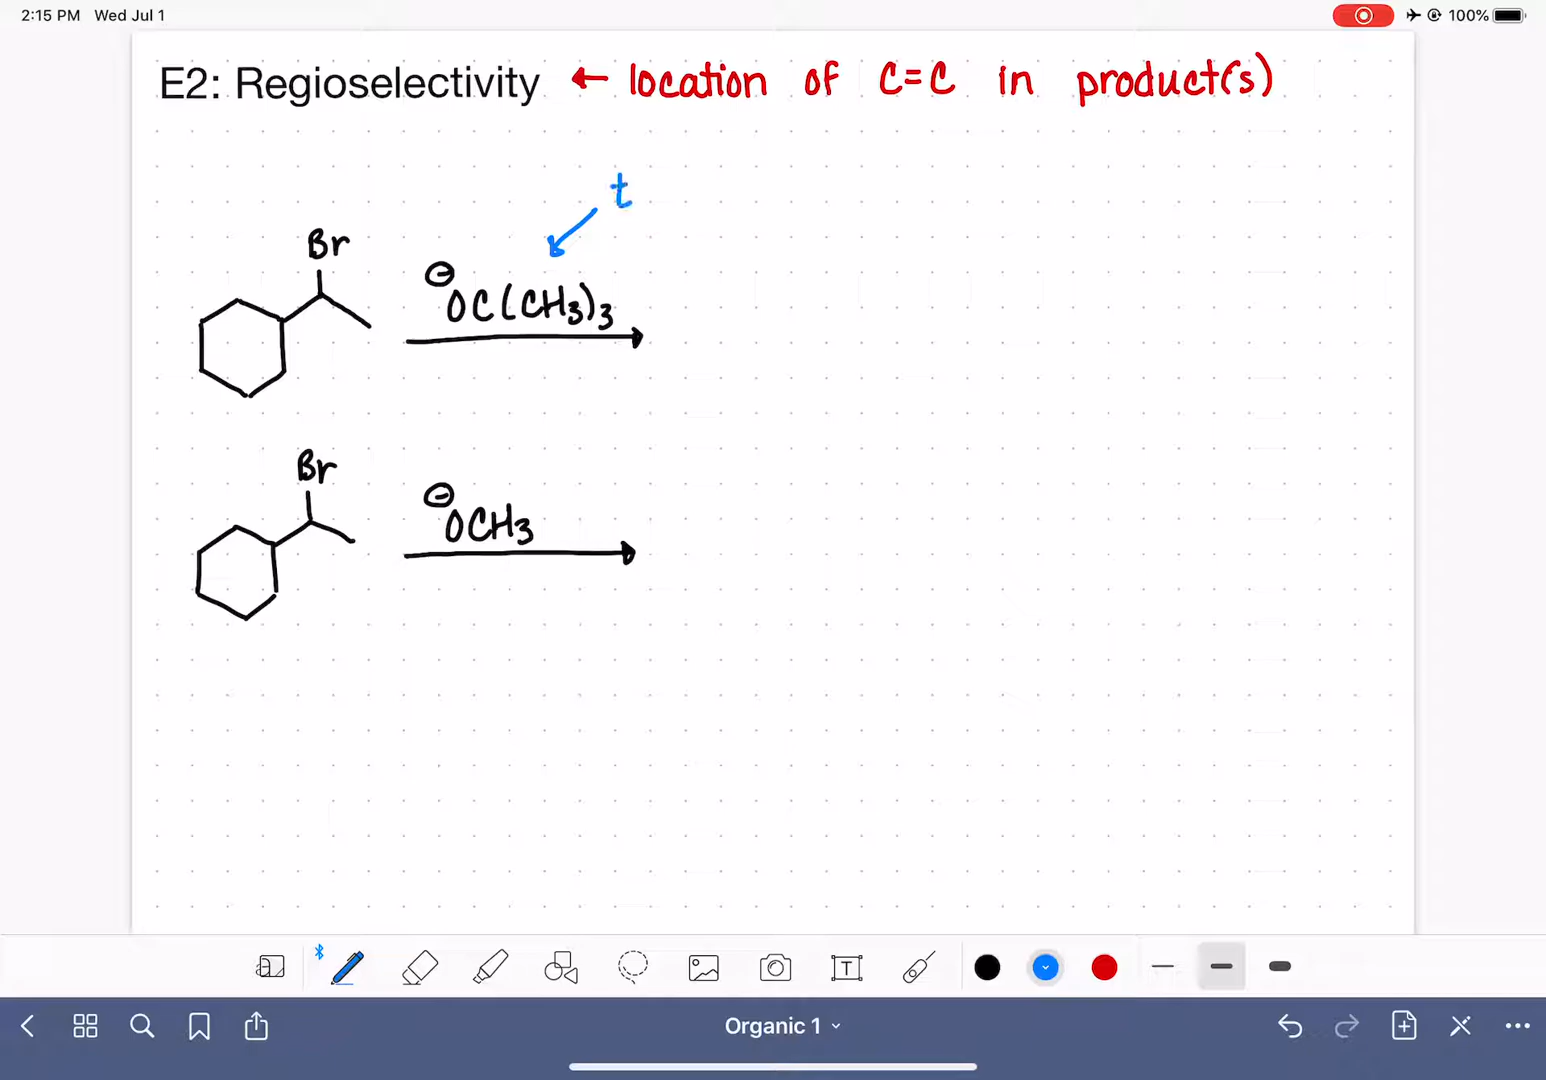 2:15 PM Wed Jul 1
100%
E2: Regioselectivity ← location of C=C in product(s)
t
Br
⊖
OC(CH3)3
Br
⊖
OCH3
T
Organic 1